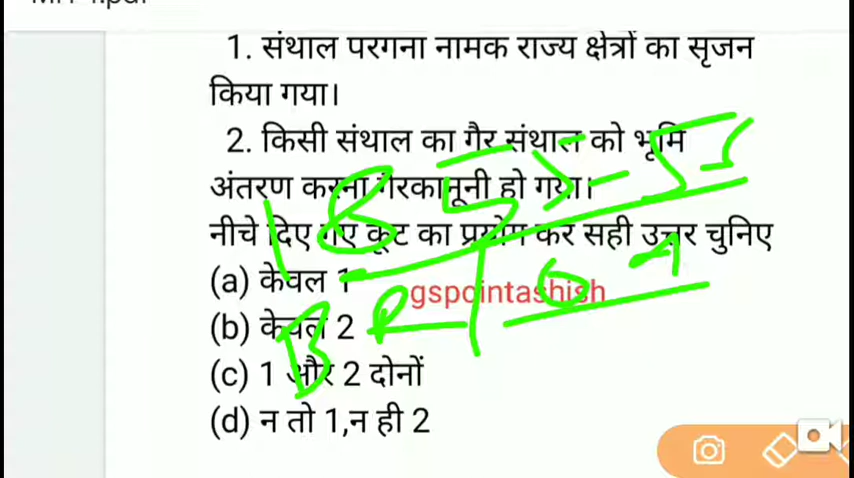 1. संथाल परगना नामक राज्य क्षेत्रों का सृजन
किया गया।
2. किसी संथाल का गैर संथाल को भूमि
अंतरण करना गैरकानूनी हो गया।
नीचे दिए गए कूट का प्रयोग कर सही उत्तर चुनिए
(a) केवल 1
gspointashish
(b) केवल 2
(c) 1 और 2 दोनों
(d) न तो 1,न ही 2